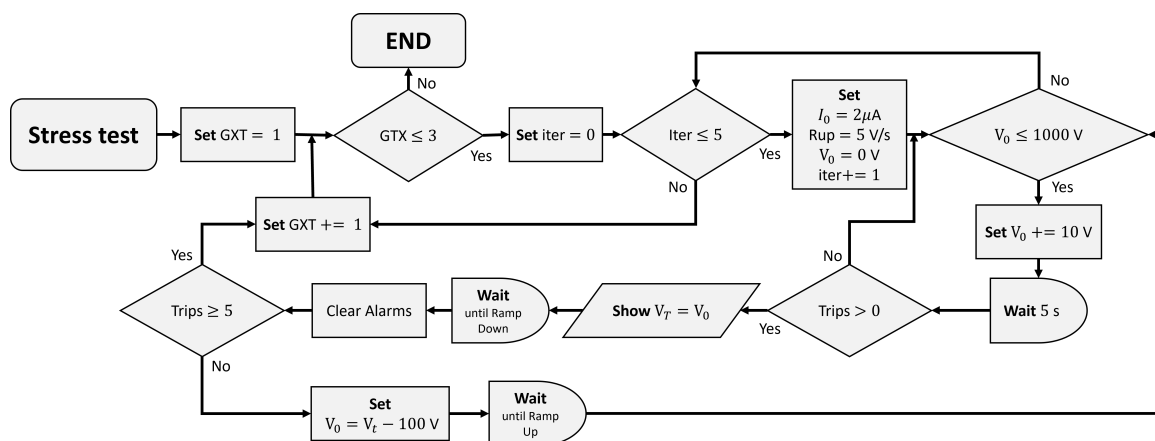 END
No
Stress test
Set GXT = 1
GTX ≤ 3
Yes
Set iter = 0
Iter ≤ 5
Yes
No
Set
I₀ = 2μA
Rup = 5 V/s
V₀ = 0 V
iter+= 1
No
V₀ ≤ 1000 V
Yes
Set GXT += 1
Set V₀ += 10 V
Yes
No
Trips ≥ 5
Clear Alarms
Wait
until Ramp
Down
Show V_T = V₀
Yes
Trips > 0
Wait 5 s
No
Set
V₀ = V_t − 100 V
Wait
until Ramp
Up